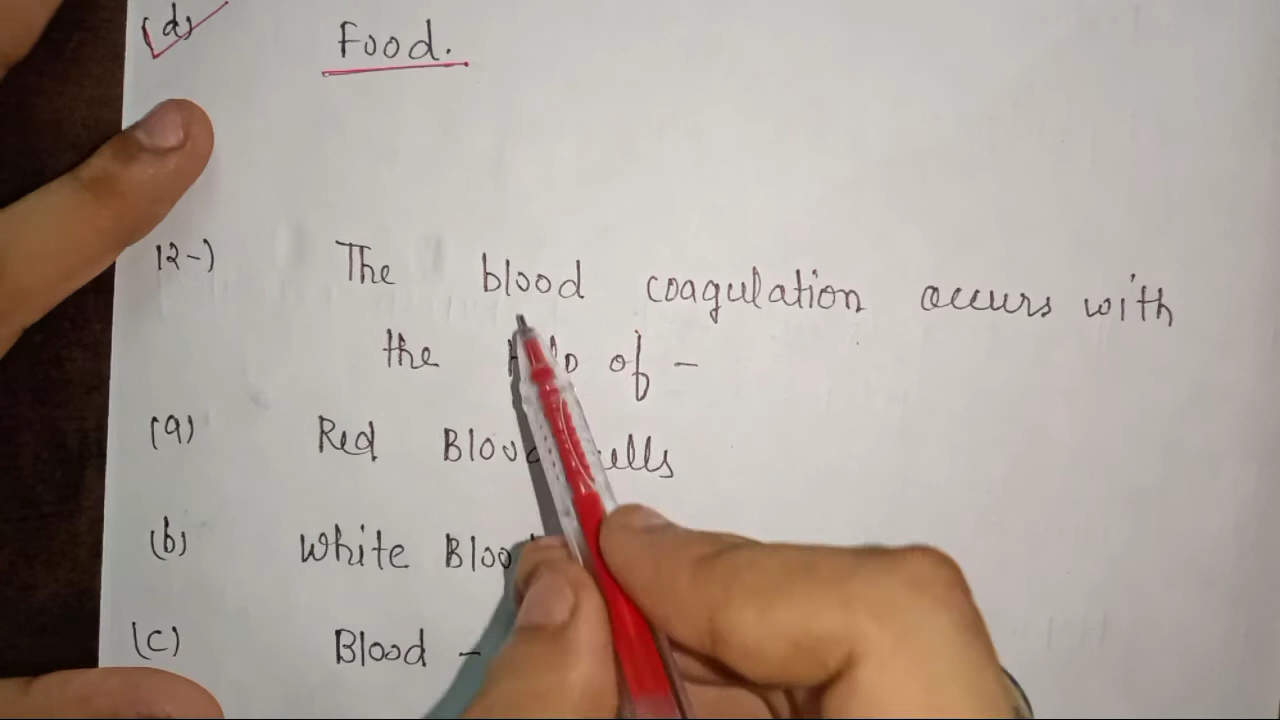 (d) Food.
12-) The blood coagulation occurs with
the of -
(a) Red
(b) White
(c) Blood -